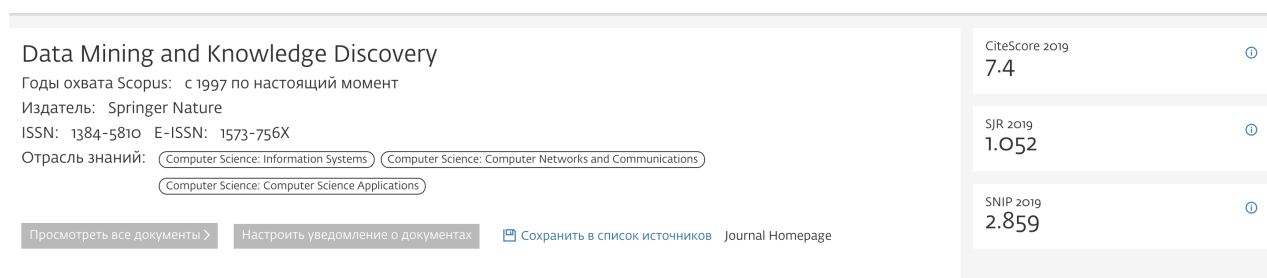 Data Mining and Knowledge Discovery
Годы охвата Scopus: с 1997 по настоящий момент
Издатель: Springer Nature
ISSN: 1384-5810 E-ISSN: 1573-756X
Отрасль знаний: Computer Science: Information Systems Computer Science: Computer Networks and Communications
Computer Science: Computer Science Applications
Просмотреть все документы > Настроить уведомление о документах Сохранить в список источников Journal Homepage
CiteScore 2019
7.4
SJR 2019
1.052
SNIP 2019
2.859